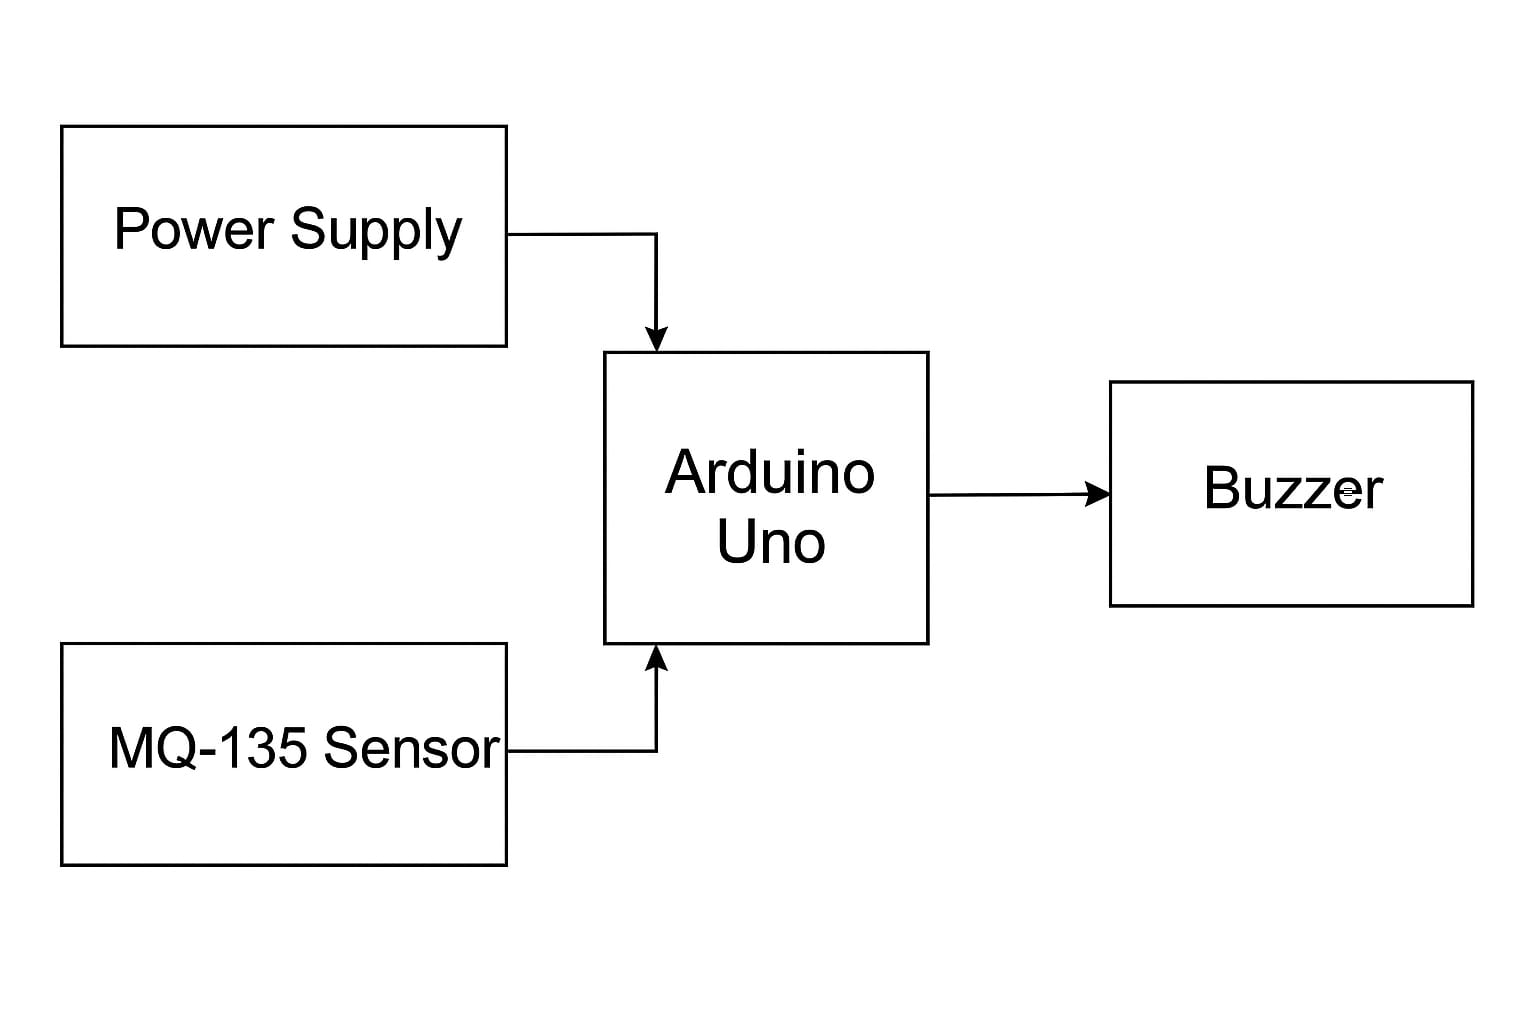 Power Supply
Arduino
Uno
Buzzer
MQ-135 Sensor